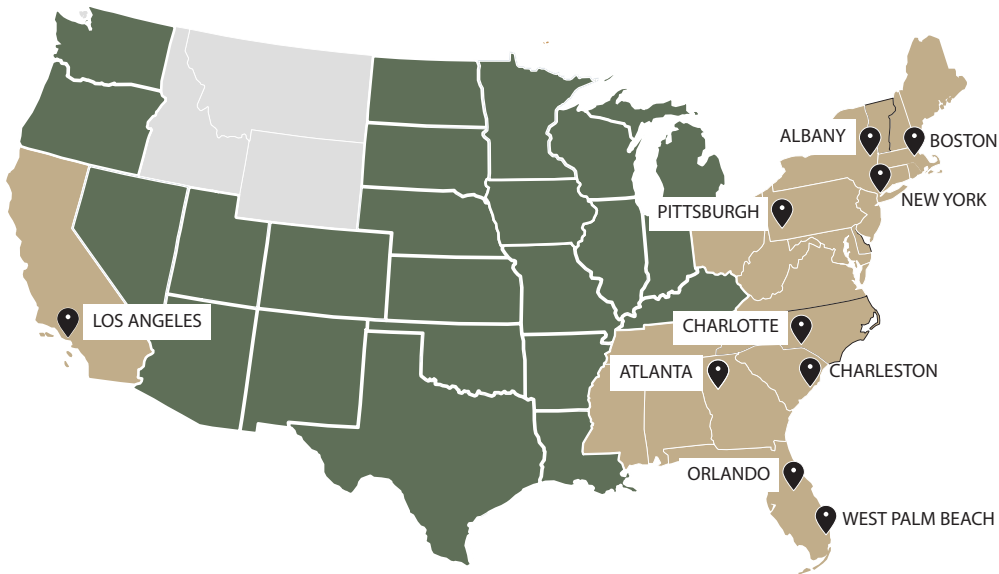 ALBANY
BOSTON
NEW YORK
PITTSBURGH
LOS ANGELES
CHARLOTTE
ATLANTA
CHARLESTON
ORLANDO
WEST PALM BEACH